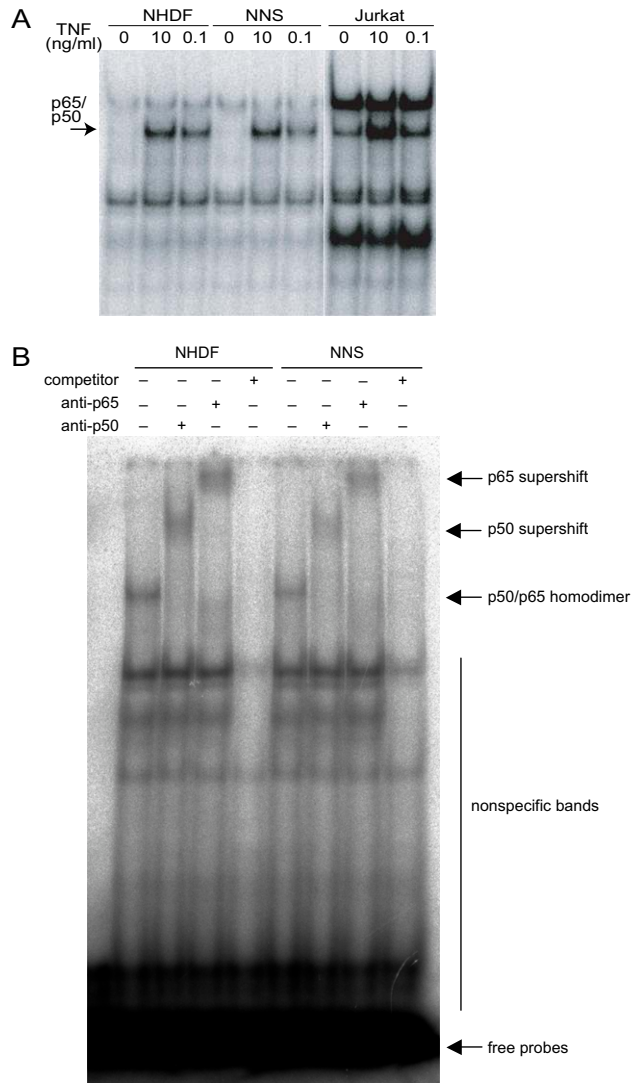 A
NHDF NNS Jurkat
TNF (ng/ml)
0 10 0.1 0 10 0.1 0 10 0.1
p65/
p50
B
NHDF NNS
competitor – – – + – – – +
anti-p65 – – + – – – + –
anti-p50 – + – – – + – –
p65 supershift
p50 supershift
p50/p65 homodimer
nonspecific bands
free probes